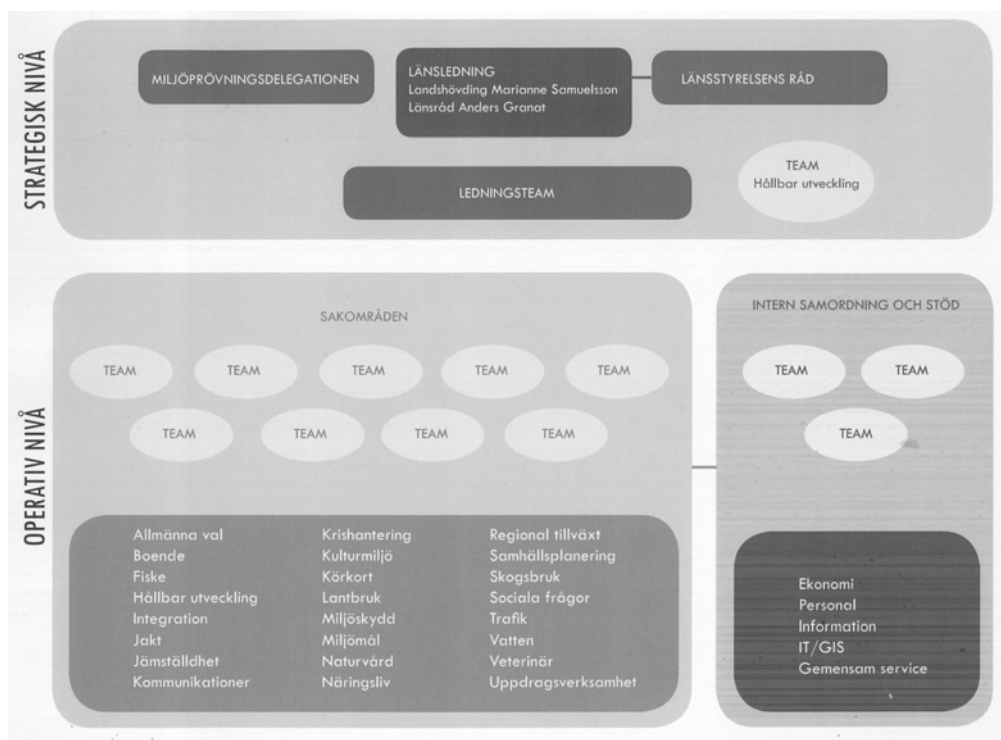 STRATEGISK NIVÅ
MILJÖPRÖVNINGSDELEGATIONEN
LÄNSLEDNING
Landshövding Marianne Samuelsson
Länsråd Anders Granat
LÄNSSTYRELSENS RÅD
LEDNINGSTEAM
TEAM
Hållbar utveckling
OPERATIV NIVÅ
SAKOMRÅDEN
TEAM
TEAM
TEAM
TEAM
TEAM
TEAM
TEAM
TEAM
TEAM
Allmänna val
Boende
Fiske
Hållbar utveckling
Integration
Jakt
Jämställdhet
Kommunikationer
Krishantering
Kulturmiljö
Körkort
Lantbruk
Miljöskydd
Miljömål
Naturvård
Näringsliv
Regional tillväxt
Samhällsplanering
Skogsbruk
Sociala frågor
Trafik
Vatten
Veterinär
Uppdragsverksamhet
INTERN SAMORDNING OCH STÖD
TEAM
TEAM
TEAM
Ekonomi
Personal
Information
IT/GIS
Gemensam service